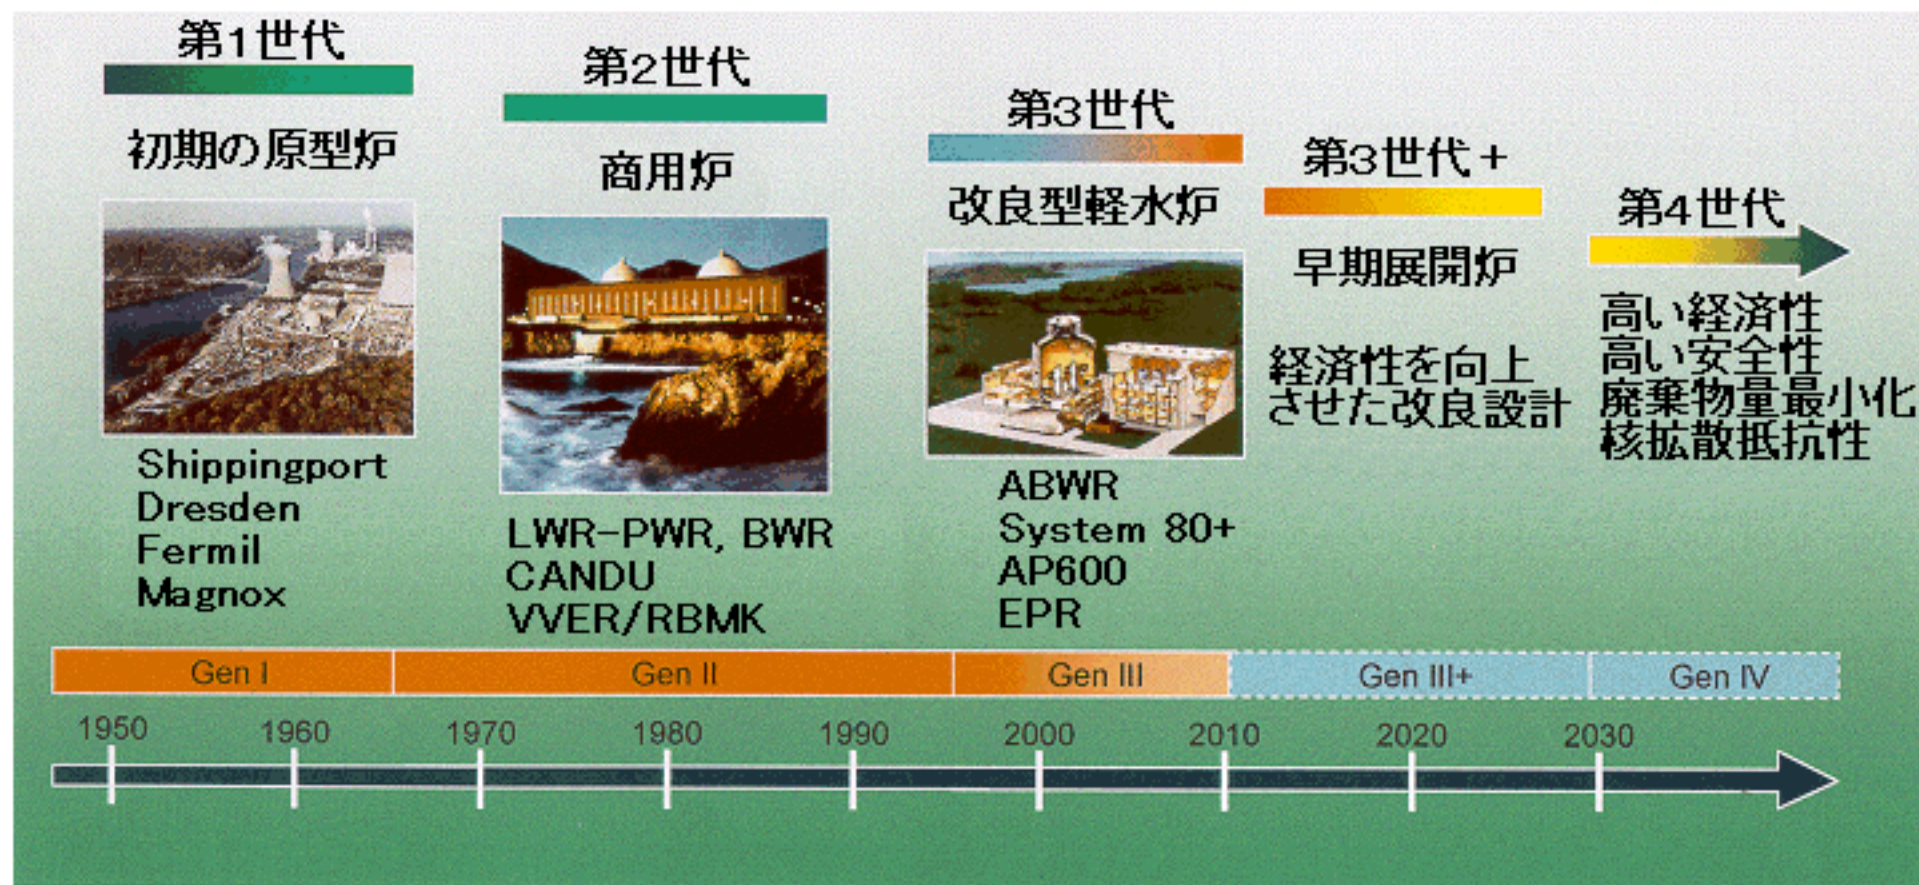 第1世代
初期の原型炉
Shippingport
Dresden
Fermil
Magnox
第2世代
商用炉
LWR-PWR, BWR
CANDU
VVER/RBMK
第3世代
改良型軽水炉
ABWR
System 80+
AP600
EPR
第3世代+
早期展開炉
経済性を向上
させた改良設計
第4世代
高い経済性
高い安全性
廃棄物量最小化
核拡散抵抗性
Gen I Gen II Gen III Gen III+ Gen IV
1950 1960 1970 1980 1990 2000 2010 2020 2030